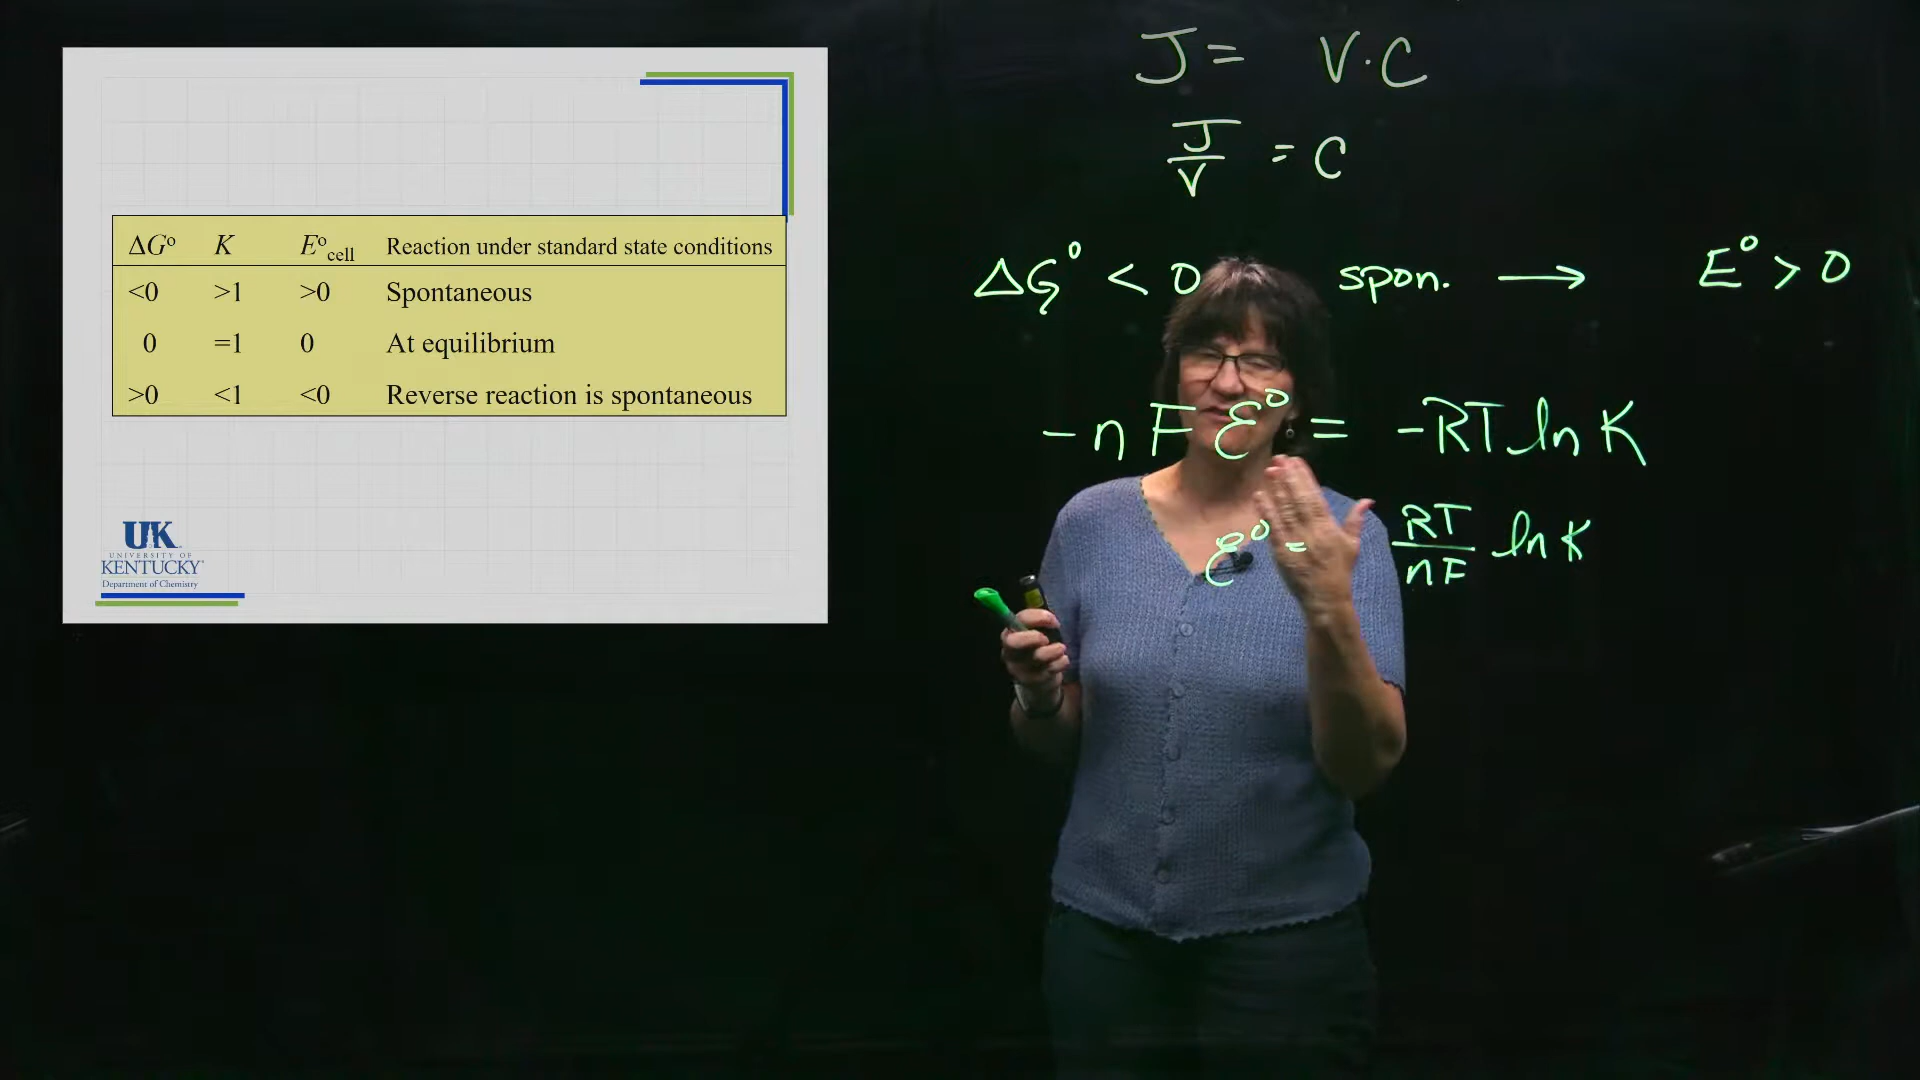 ΔG° K E°cell Reaction under standard state conditions
<0 >1 >0 Spontaneous
0 =1 0 At equilibrium
>0 <1 <0 Reverse reaction is spontaneous
UK
UNIVERSITY OF
KENTUCKY
Department of Chemistry
J = V·C
J/V = C
ΔG° < 0 spon. → E° > 0
-nFℰ° = -RT ln K
ℰ° = RT/nF ln K